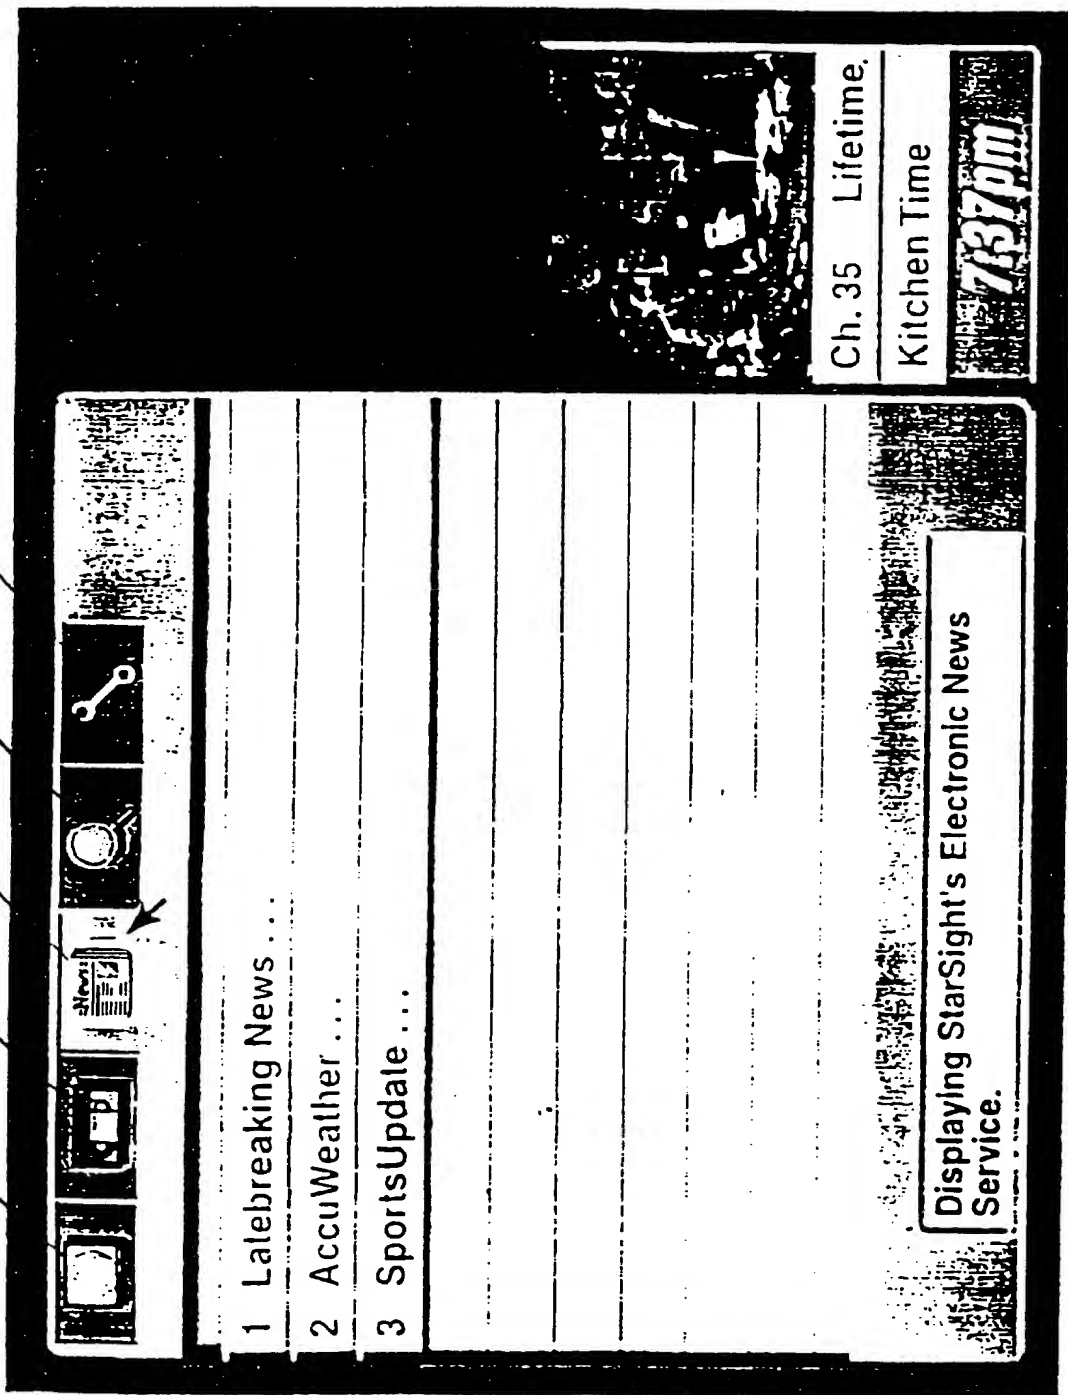 News
1 Latebreaking News...
2 AccuWeather...
3 SportsUpdate...
Displaying StarSight's Electronic News
Service.
Ch. 35 Lifetime
Kitchen Time
7:37pm